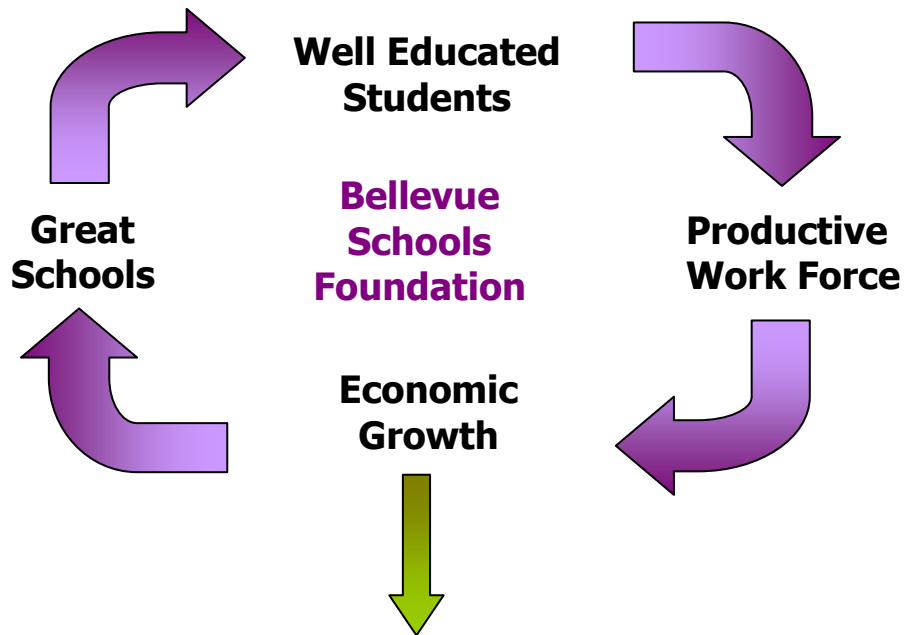 Well Educated
Students
Bellevue
Schools
Foundation
Great
Schools
Productive
Work Force
Economic
Growth